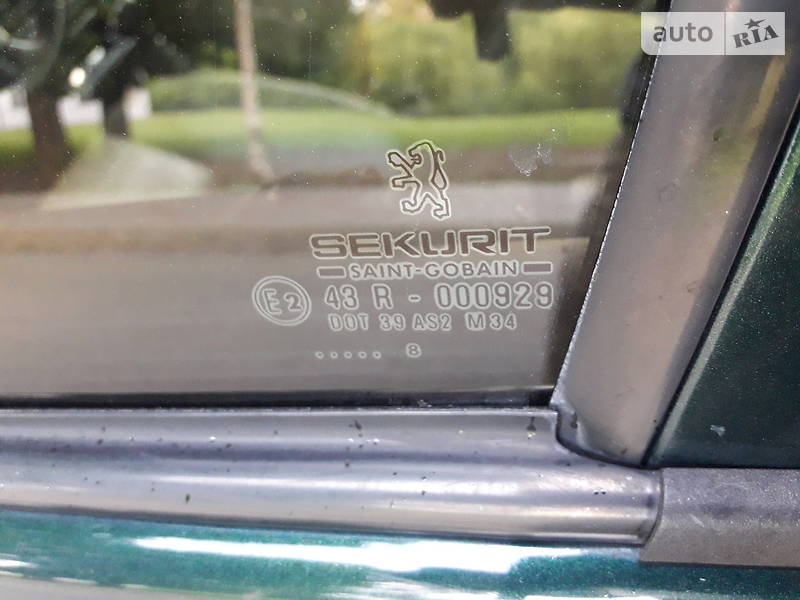 auto RIA
SEKURIT
SAINT-GOBAIN
E2 43 R - 000929
DOT 39 AS2 M34
..... 8